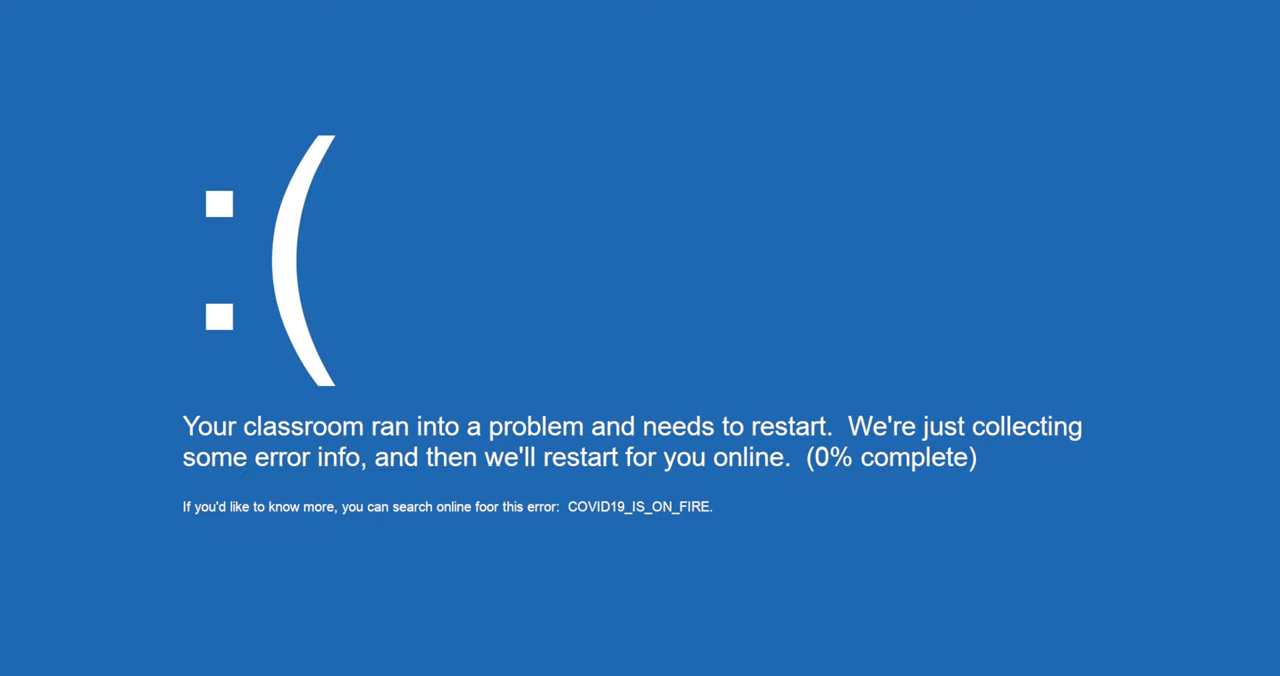 :(
Your classroom ran into a problem and needs to restart.  We're just collecting
some error info, and then we'll restart for you online.  (0% complete)
If you'd like to know more, you can search online foor this error:  COVID19_IS_ON_FIRE.